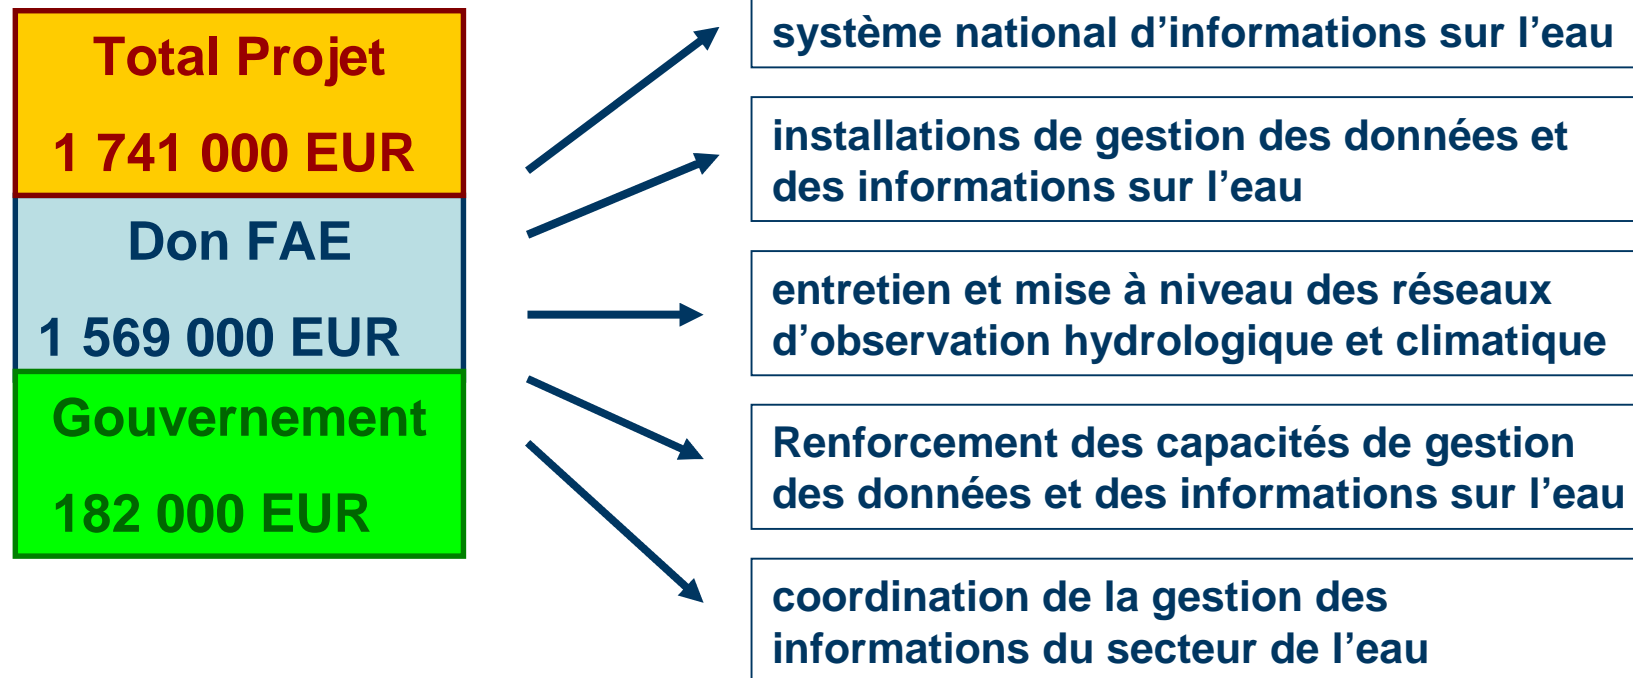 Total Projet
1 741 000 EUR
Don FAE
1 569 000 EUR
Gouvernement
182 000 EUR
système national d’informations sur l’eau
installations de gestion des données et
des informations sur l’eau
entretien et mise à niveau des réseaux
d’observation hydrologique et climatique
Renforcement des capacités de gestion
des données et des informations sur l’eau
coordination de la gestion des
informations du secteur de l’eau